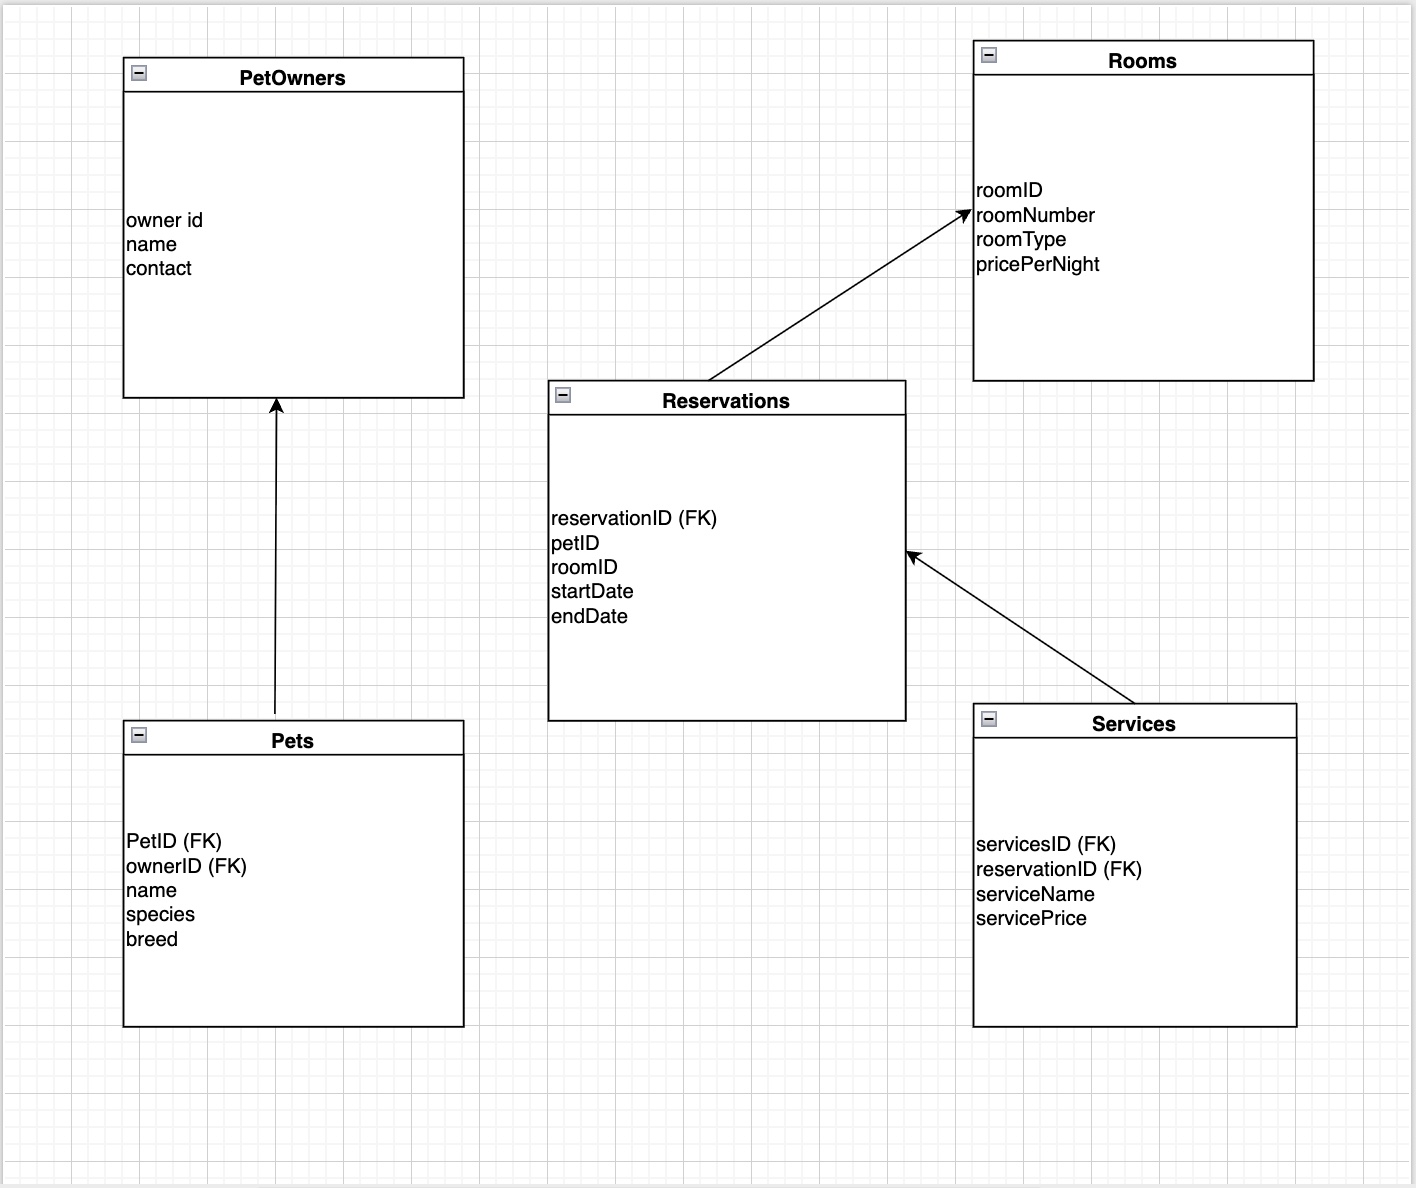 PetOwners
owner id
name
contact
Rooms
roomID
roomNumber
roomType
pricePerNight
Reservations
reservationID (FK)
petID
roomID
startDate
endDate
Pets
PetID (FK)
ownerID (FK)
name
species
breed
Services
servicesID (FK)
reservationID (FK)
serviceName
servicePrice